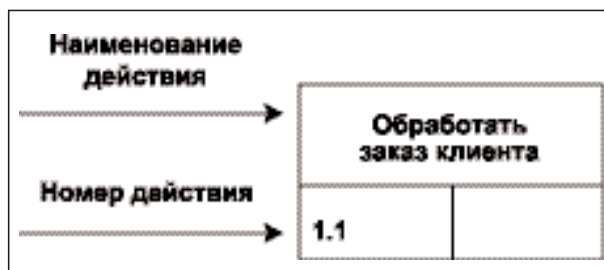 Наименование
действия
Обработать
заказ клиента
Номер действия
1.1